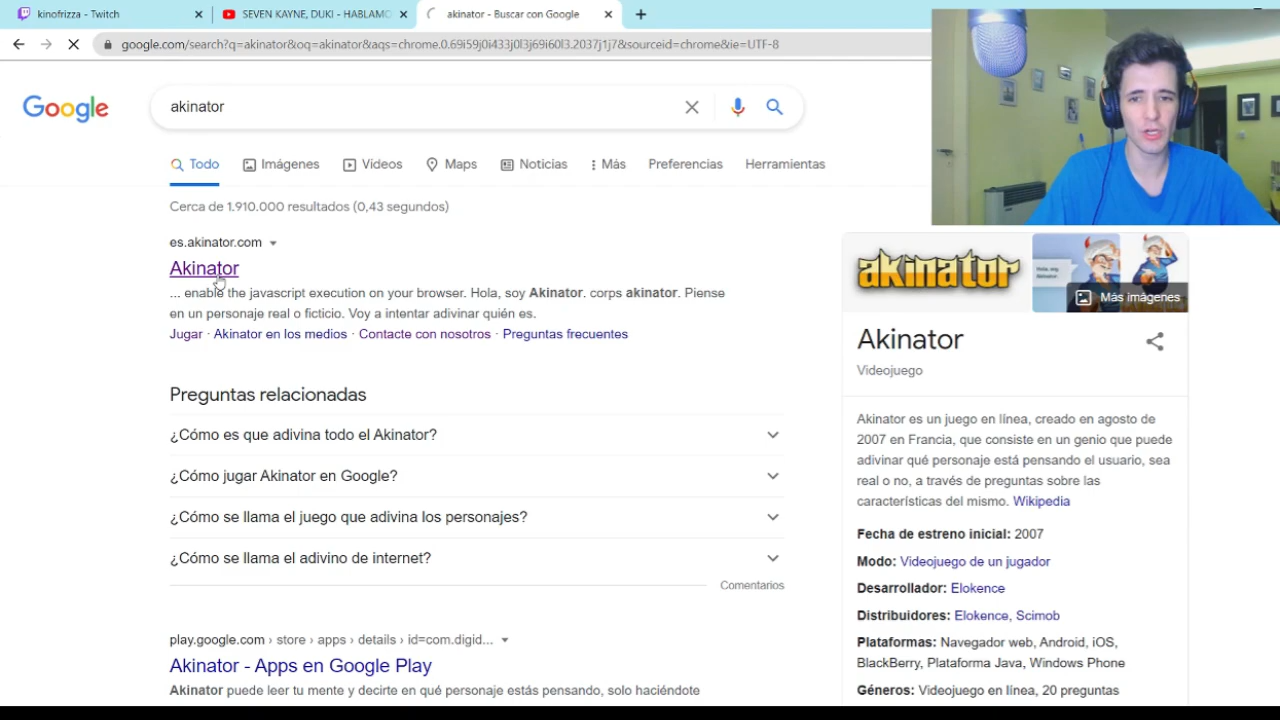 kinofrizza - Twitch
SEVEN KAYNE, DUKI - HABLAMO
akinator - Buscar con Google
google.com/search?q=akinator&oq=akinator&aqs=chrome.0.69i59j0i433j0l3j69i60l3.2037j1j7&sourceid=chrome&ie=UTF-8
Google
akinator
Todo Imágenes Videos Maps Noticias Más Preferencias Herramientas
Cerca de 1.910.000 resultados (0,43 segundos)
es.akinator.com
Akinator
... enable the javascript execution on your browser. Hola, soy Akinator. corps akinator. Piense
en un personaje real o ficticio. Voy a intentar adivinar quién es.
Jugar · Akinator en los medios · Contacte con nosotros · Preguntas frecuentes
Preguntas relacionadas
¿Cómo es que adivina todo el Akinator?
¿Cómo jugar Akinator en Google?
¿Cómo se llama el juego que adivina los personajes?
¿Cómo se llama el adivino de internet?
Comentarios
play.google.com › store › apps › details › id=com.digid...
Akinator - Apps en Google Play
Akinator puede leer tu mente y decirte en qué personaje estás pensando, solo haciéndote
akinator
Más imágenes
Akinator
Videojuego
Akinator es un juego en línea, creado en agosto de
2007 en Francia, que consiste en un genio que puede
adivinar qué personaje está pensando el usuario, sea
real o no, a través de preguntas sobre las
características del mismo. Wikipedia
Fecha de estreno inicial: 2007
Modo: Videojuego de un jugador
Desarrollador: Elokence
Distribuidores: Elokence, Scimob
Plataformas: Navegador web, Android, iOS,
BlackBerry, Plataforma Java, Windows Phone
Géneros: Videojuego en línea, 20 preguntas